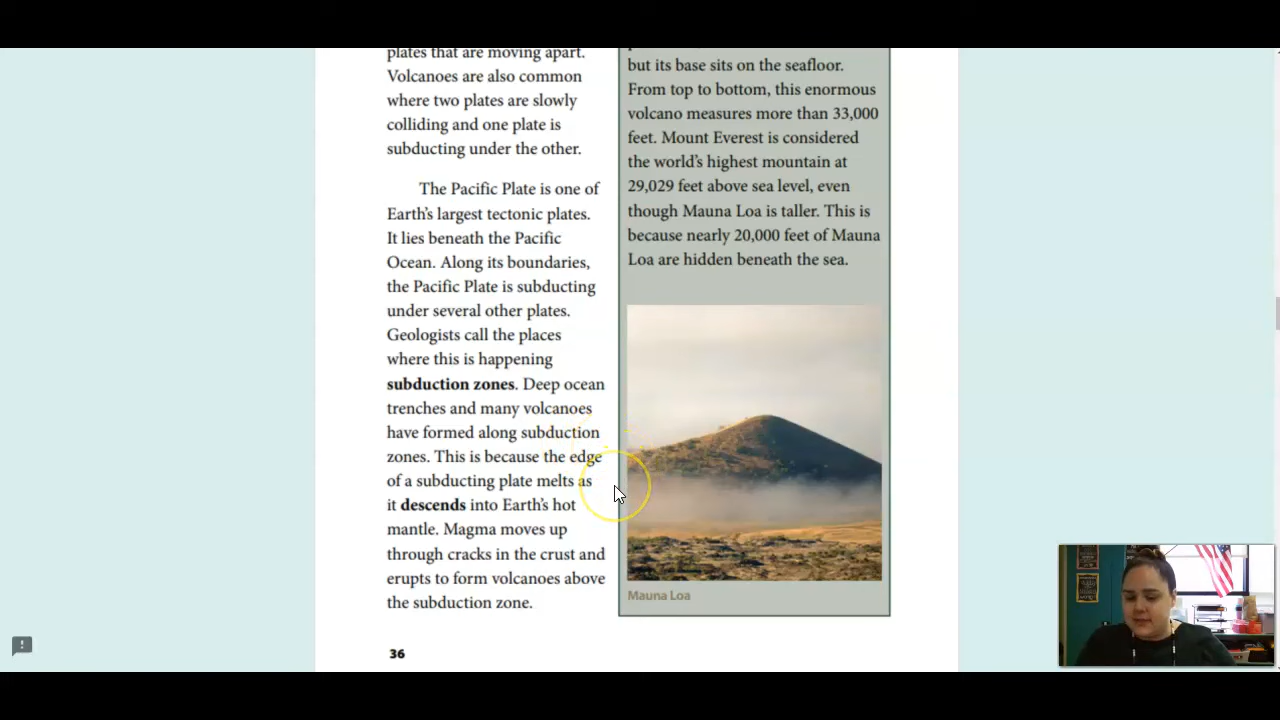 plates that are moving apart.
Volcanoes are also common
where two plates are slowly
colliding and one plate is
subducting under the other.
The Pacific Plate is one of
Earth's largest tectonic plates.
It lies beneath the Pacific
Ocean. Along its boundaries,
the Pacific Plate is subducting
under several other plates.
Geologists call the places
where this is happening
subduction zones. Deep ocean
trenches and many volcanoes
have formed along subduction
zones. This is because the edge
of a subducting plate melts as
it descends into Earth's hot
mantle. Magma moves up
through cracks in the crust and
erupts to form volcanoes above
the subduction zone.
36
but its base sits on the seafloor.
From top to bottom, this enormous
volcano measures more than 33,000
feet. Mount Everest is considered
the world's highest mountain at
29,029 feet above sea level, even
though Mauna Loa is taller. This is
because nearly 20,000 feet of Mauna
Loa are hidden beneath the sea.
Mauna Loa